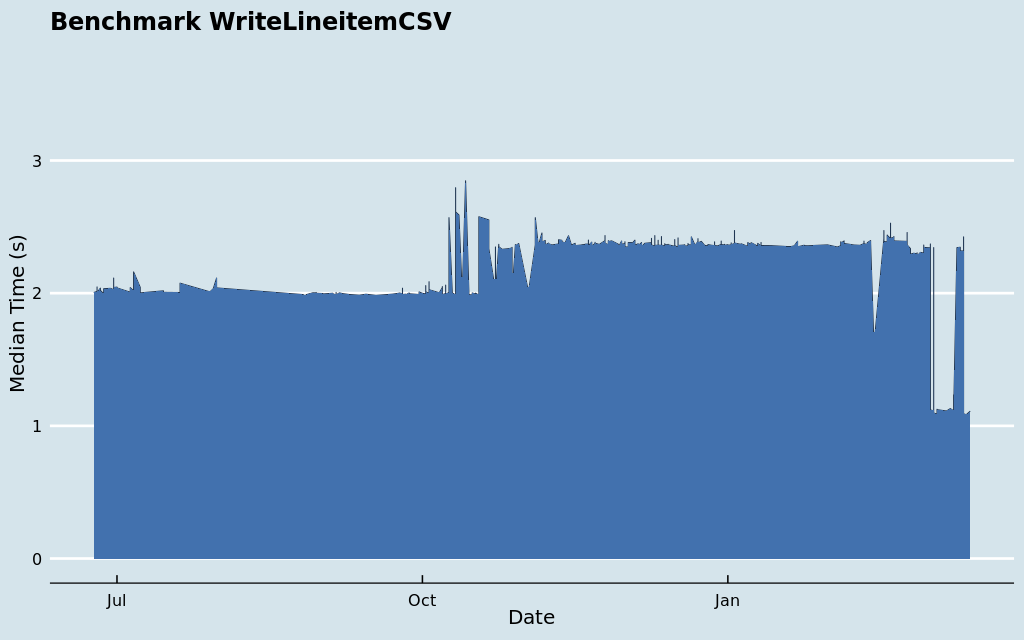 Benchmark WriteLineitemCSV
Median Time (s)
3
2
1
0
Jul
Oct
Jan
Date